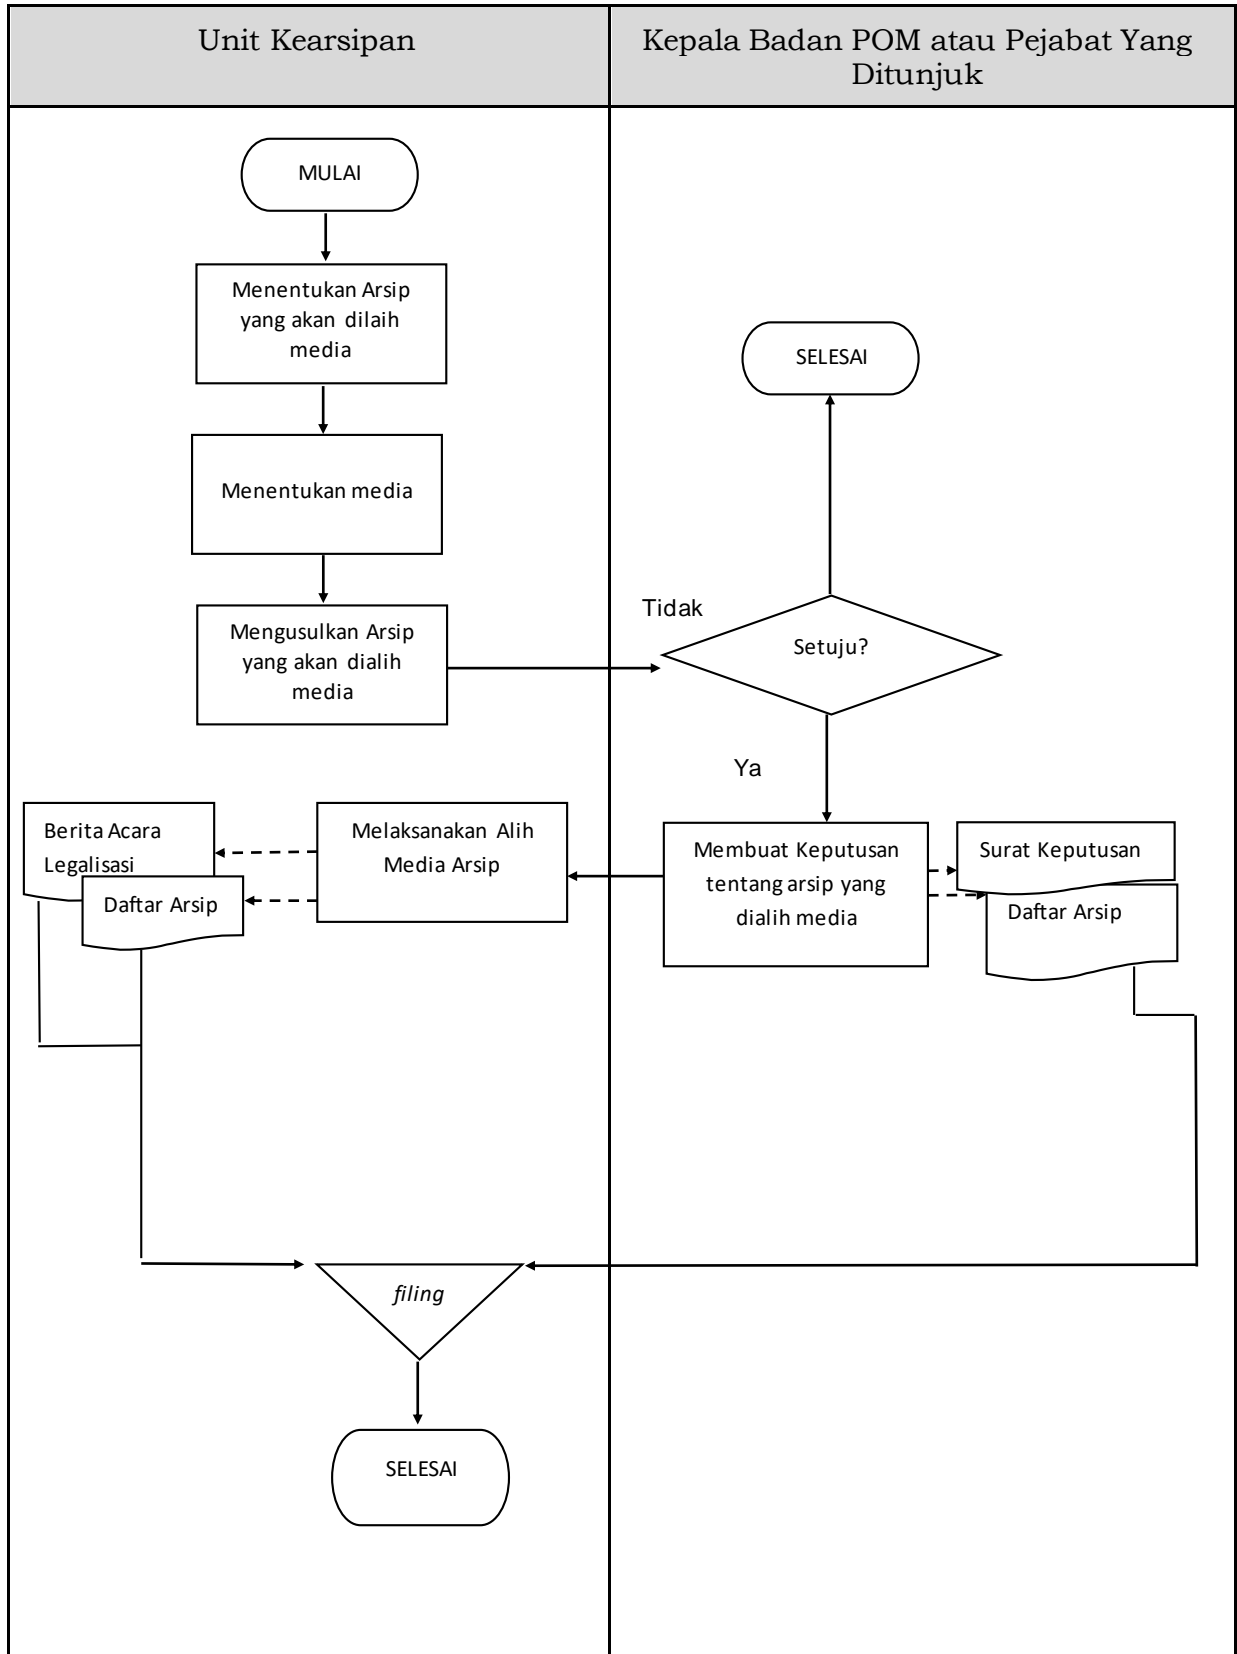 Unit Kearsipan
Kepala Badan POM atau Pejabat Yang
Ditunjuk
MULAI
Menentukan Arsip
yang akan dilaih
media
SELESAI
Menentukan media
Tidak
Mengusulkan Arsip
yang akan dialih
media
Setuju?
Ya
Berita Acara
Legalisasi
Daftar Arsip
Melaksanakan Alih
Media Arsip
Membuat Keputusan
tentang arsip yang
dialih media
Surat Keputusan
Daftar Arsip
filing
SELESAI